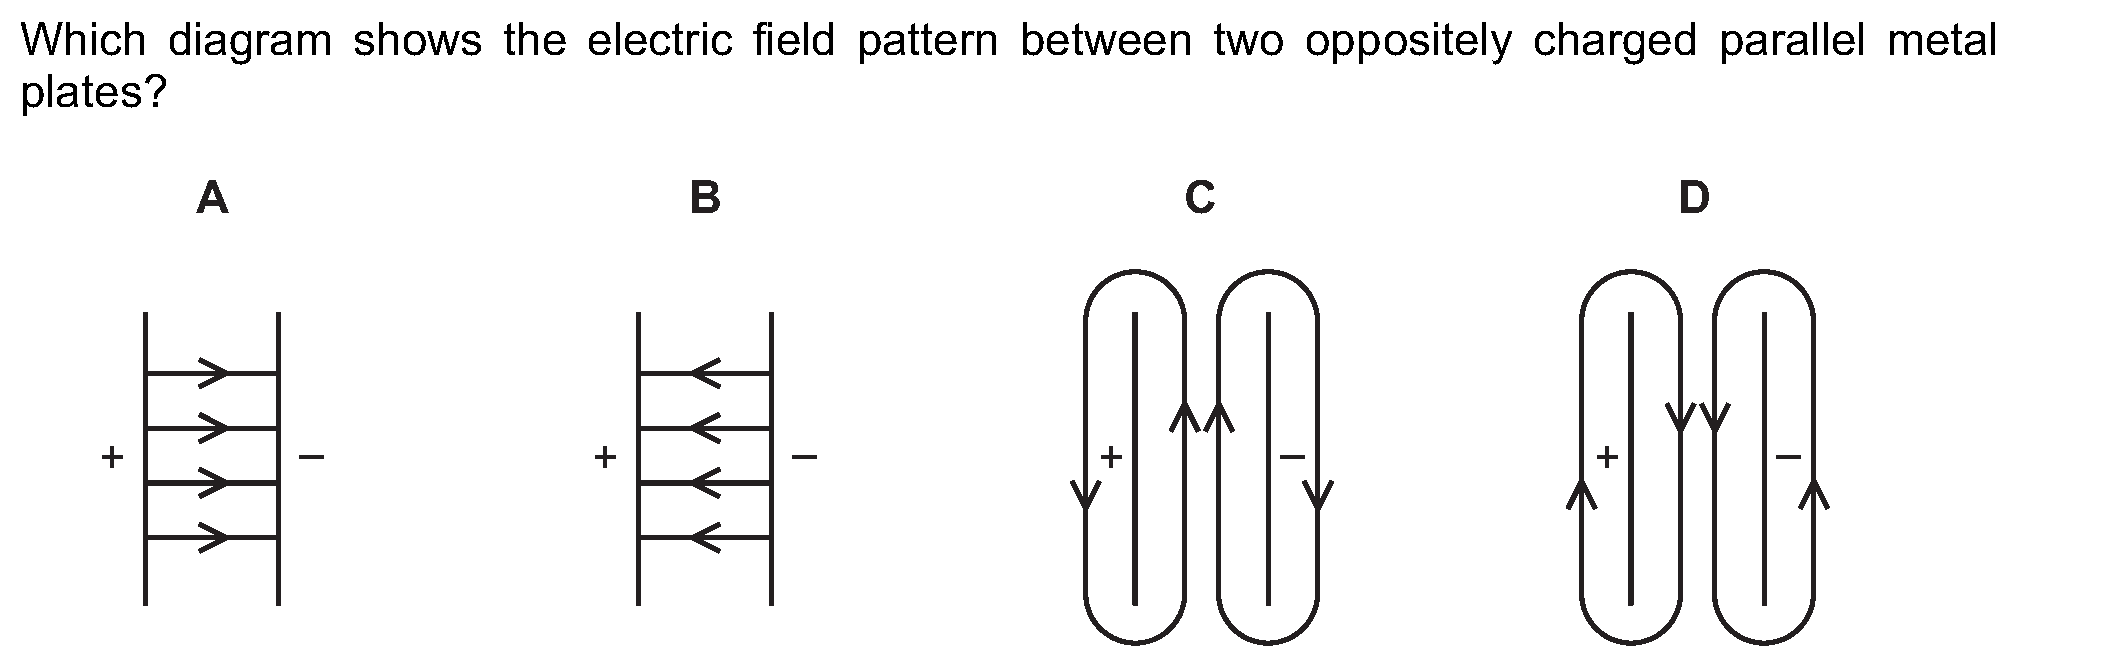 Which diagram shows the electric field pattern between two oppositely charged parallel metal
plates?
A B C D
+ – + – + – + –